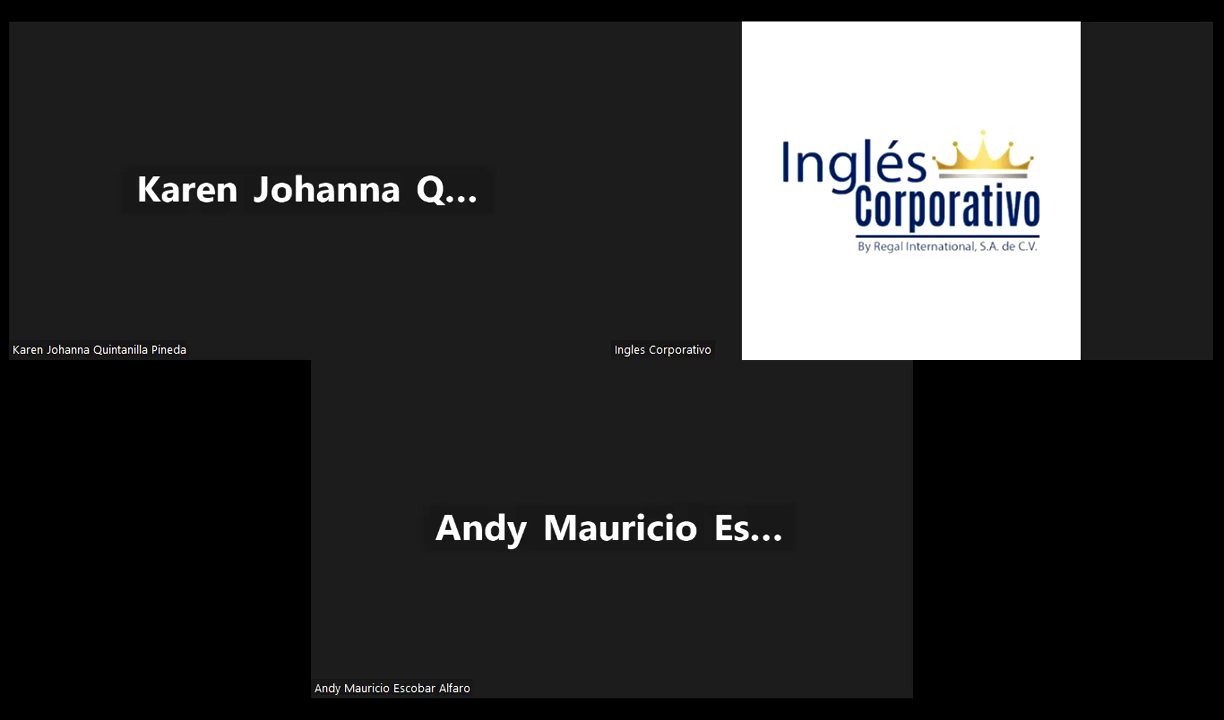 Karen Johanna Q...
Karen Johanna Quintanilla Pineda
Inglés
Corporativo
By Regal International, S.A. de C.V.
Ingles Corporativo
Andy Mauricio Es...
Andy Mauricio Escobar Alfaro